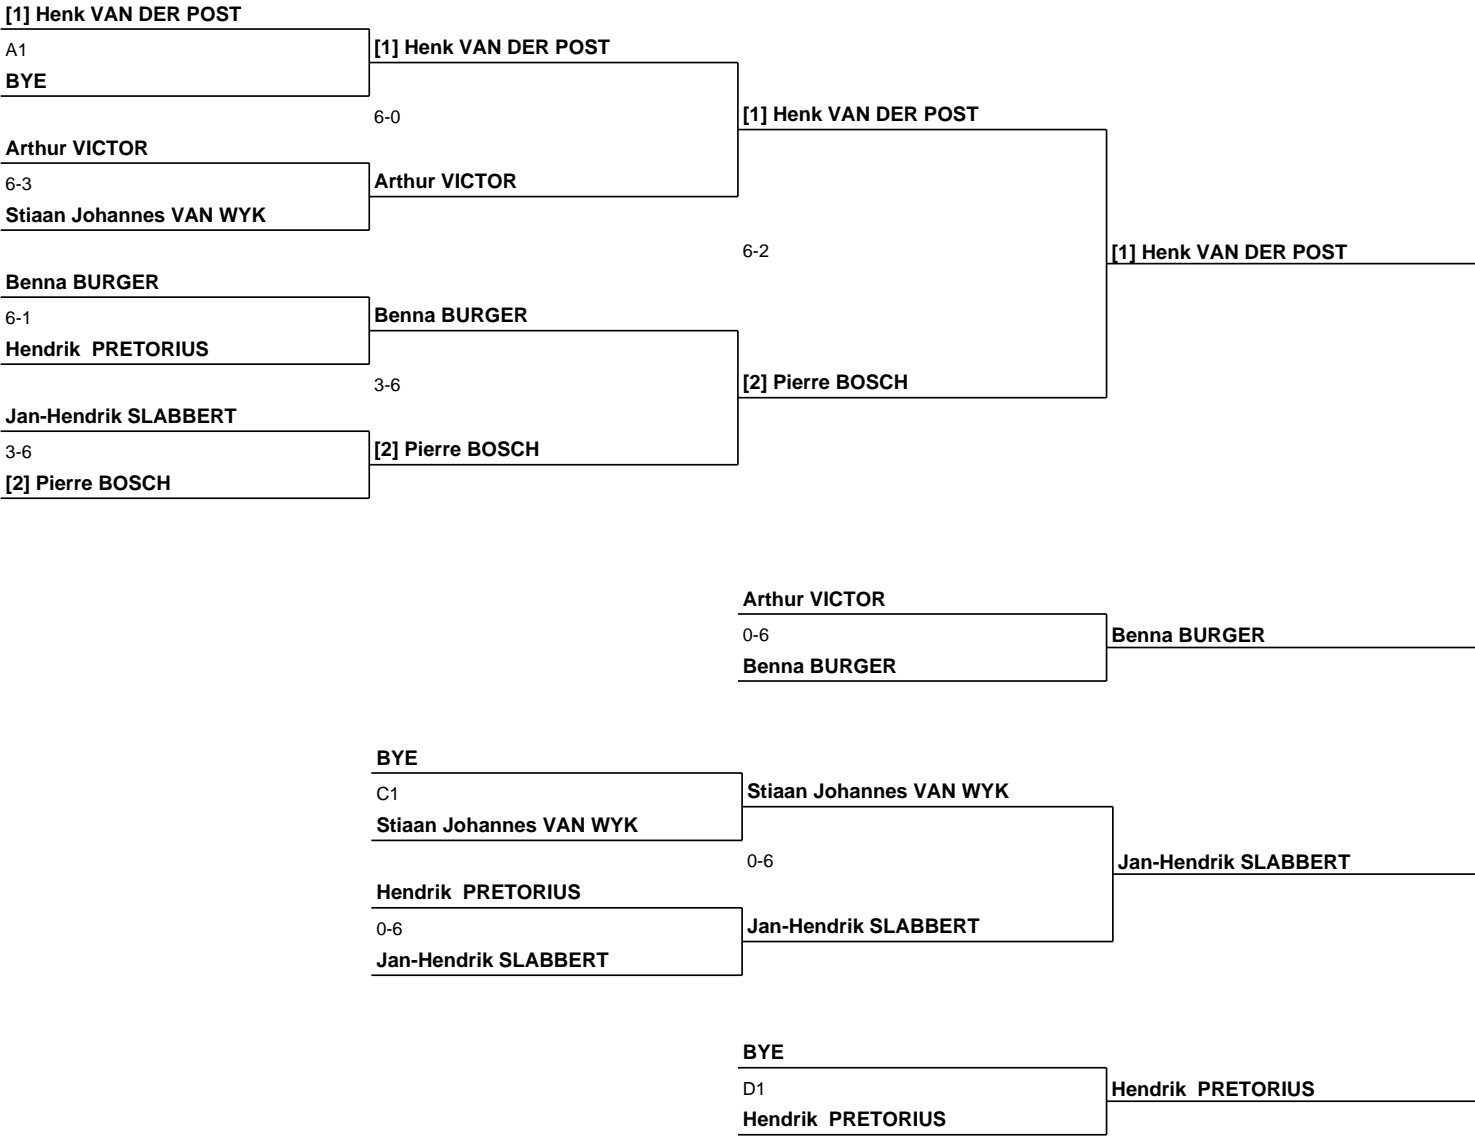 [1] Henk VAN DER POST
A1
[1] Henk VAN DER POST
BYE
6-0
[1] Henk VAN DER POST
Arthur VICTOR
6-3
Arthur VICTOR
Stiaan Johannes VAN WYK
6-2
[1] Henk VAN DER POST
Benna BURGER
6-1
Benna BURGER
Hendrik  PRETORIUS
3-6
[2] Pierre BOSCH
Jan-Hendrik SLABBERT
3-6
[2] Pierre BOSCH
[2] Pierre BOSCH
Arthur VICTOR
0-6
Benna BURGER
Benna BURGER
BYE
C1
Stiaan Johannes VAN WYK
Stiaan Johannes VAN WYK
0-6
Jan-Hendrik SLABBERT
Hendrik  PRETORIUS
0-6
Jan-Hendrik SLABBERT
Jan-Hendrik SLABBERT
BYE
D1
Hendrik  PRETORIUS
Hendrik  PRETORIUS